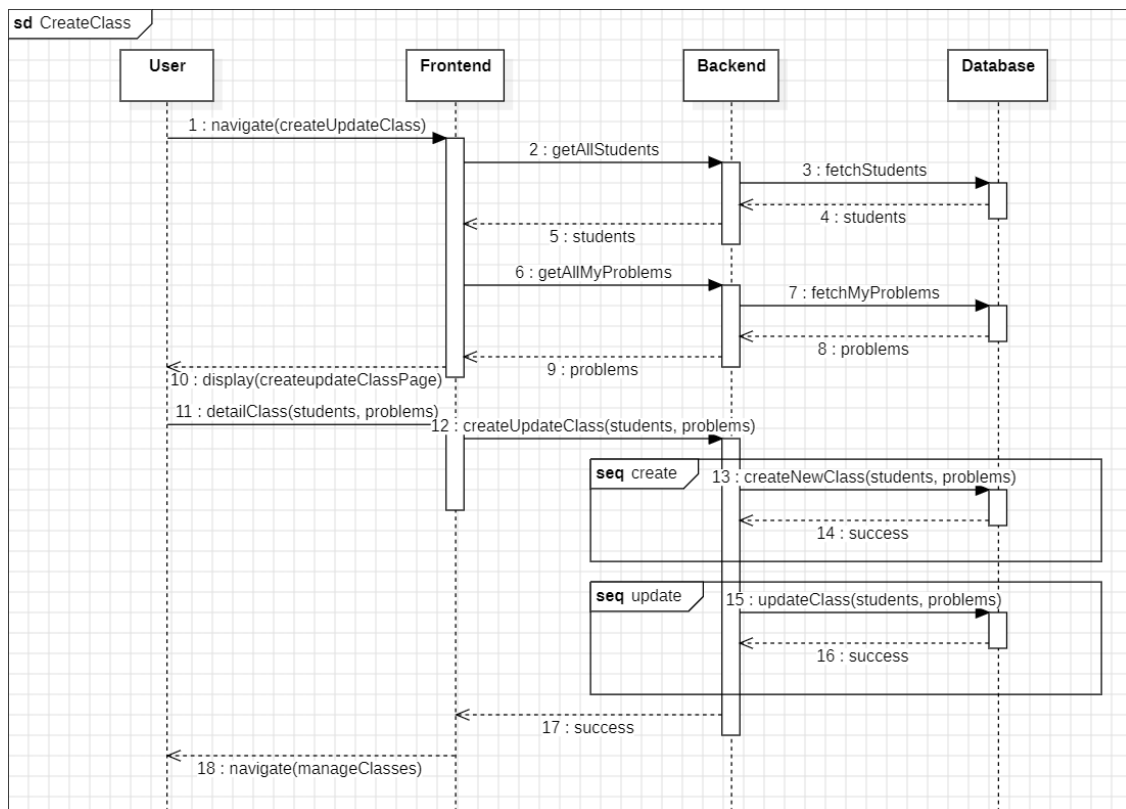 sd CreateClass
User
Frontend
Backend
Database
1 : navigate(createUpdateClass)
2 : getAllStudents
3 : fetchStudents
4 : students
5 : students
6 : getAllMyProblems
7 : fetchMyProblems
8 : problems
9 : problems
10 : display(createupdateClassPage)
11 : detailClass(students, problems)
12 : createUpdateClass(students, problems)
seq create
13 : createNewClass(students, problems)
14 : success
seq update
15 : updateClass(students, problems)
16 : success
17 : success
18 : navigate(manageClasses)